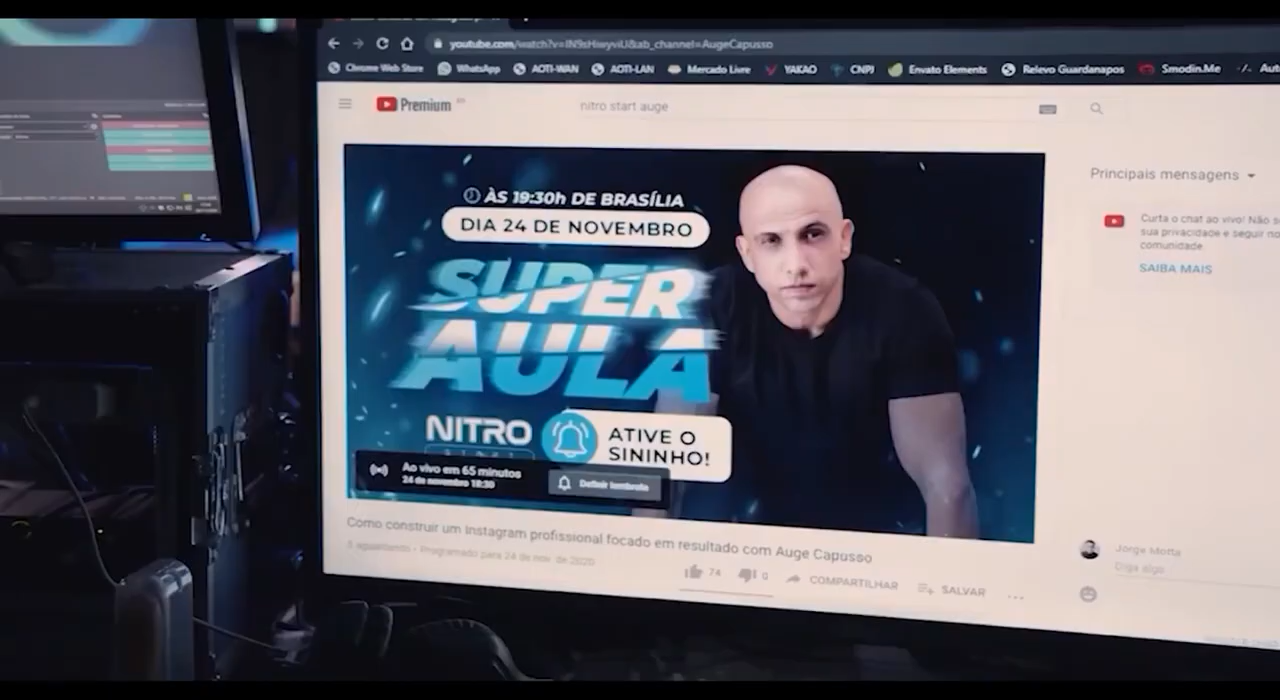 youtube.com/watch?v=IN9sHiwyviU&ab_channel=AugeCapusso
Chrome Web Store WhatsApp AOTI-WAN AOTI-LAN Mercado Livre YAKAO CNPJ Envato Elements Relevo Guardanapos Smodin.Me
Premium
nitro start auge
Principais mensagens
ÀS 19:30h DE BRASÍLIA
DIA 24 DE NOVEMBRO
SUPER
AULA
NITRO
ATIVE O
SININHO!
Ao vivo em 65 minutos
24 de novembro 18:30
Definir lembrete
Curta o chat ao vivo! Não
sua privacidade e seguir
comunidade.
SAIBA MAIS
Como construir um Instagram profissional focado em resultado com Auge Capusso
5 aguardando • Programado para 24 de nov. de 2020
74 0 COMPARTILHAR SALVAR ...
Jorge Motta
Diga algo